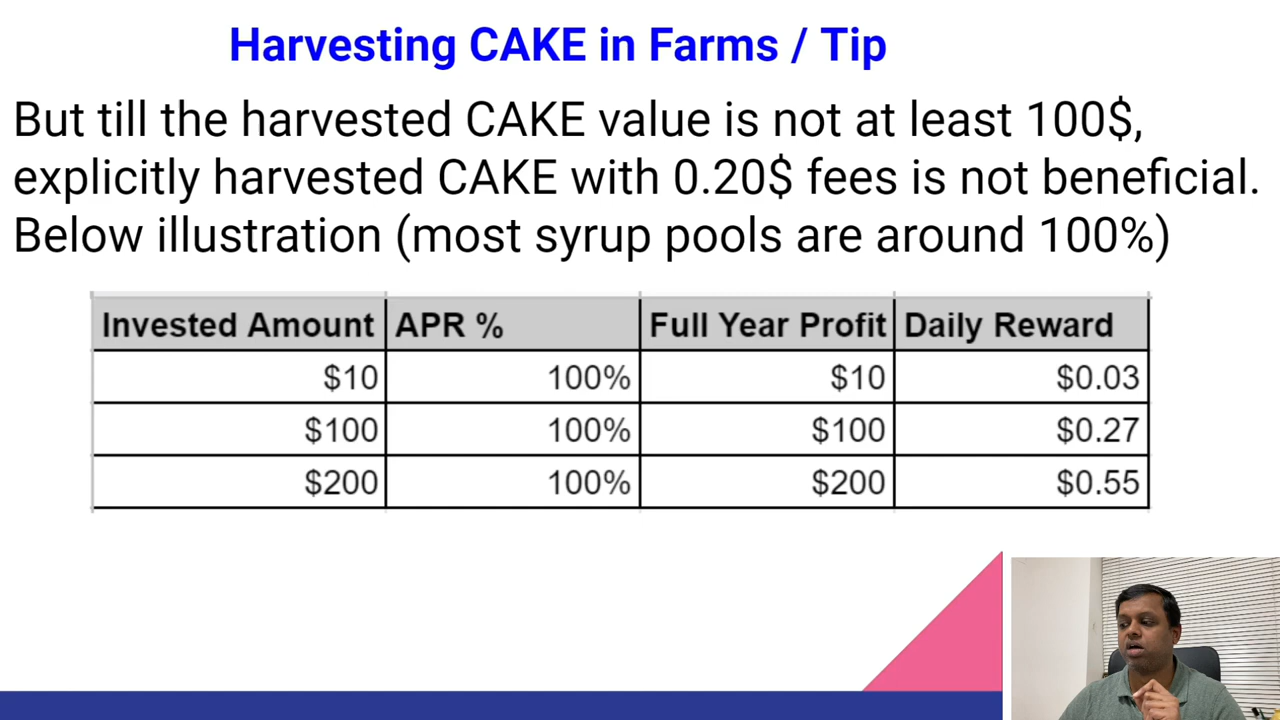 Harvesting CAKE in Farms / Tip
But till the harvested CAKE value is not at least 100$,
explicitly harvested CAKE with 0.20$ fees is not beneficial.
Below illustration (most syrup pools are around 100%)
Invested Amount APR % Full Year Profit Daily Reward
$10 100% $10 $0.03
$100 100% $100 $0.27
$200 100% $200 $0.55